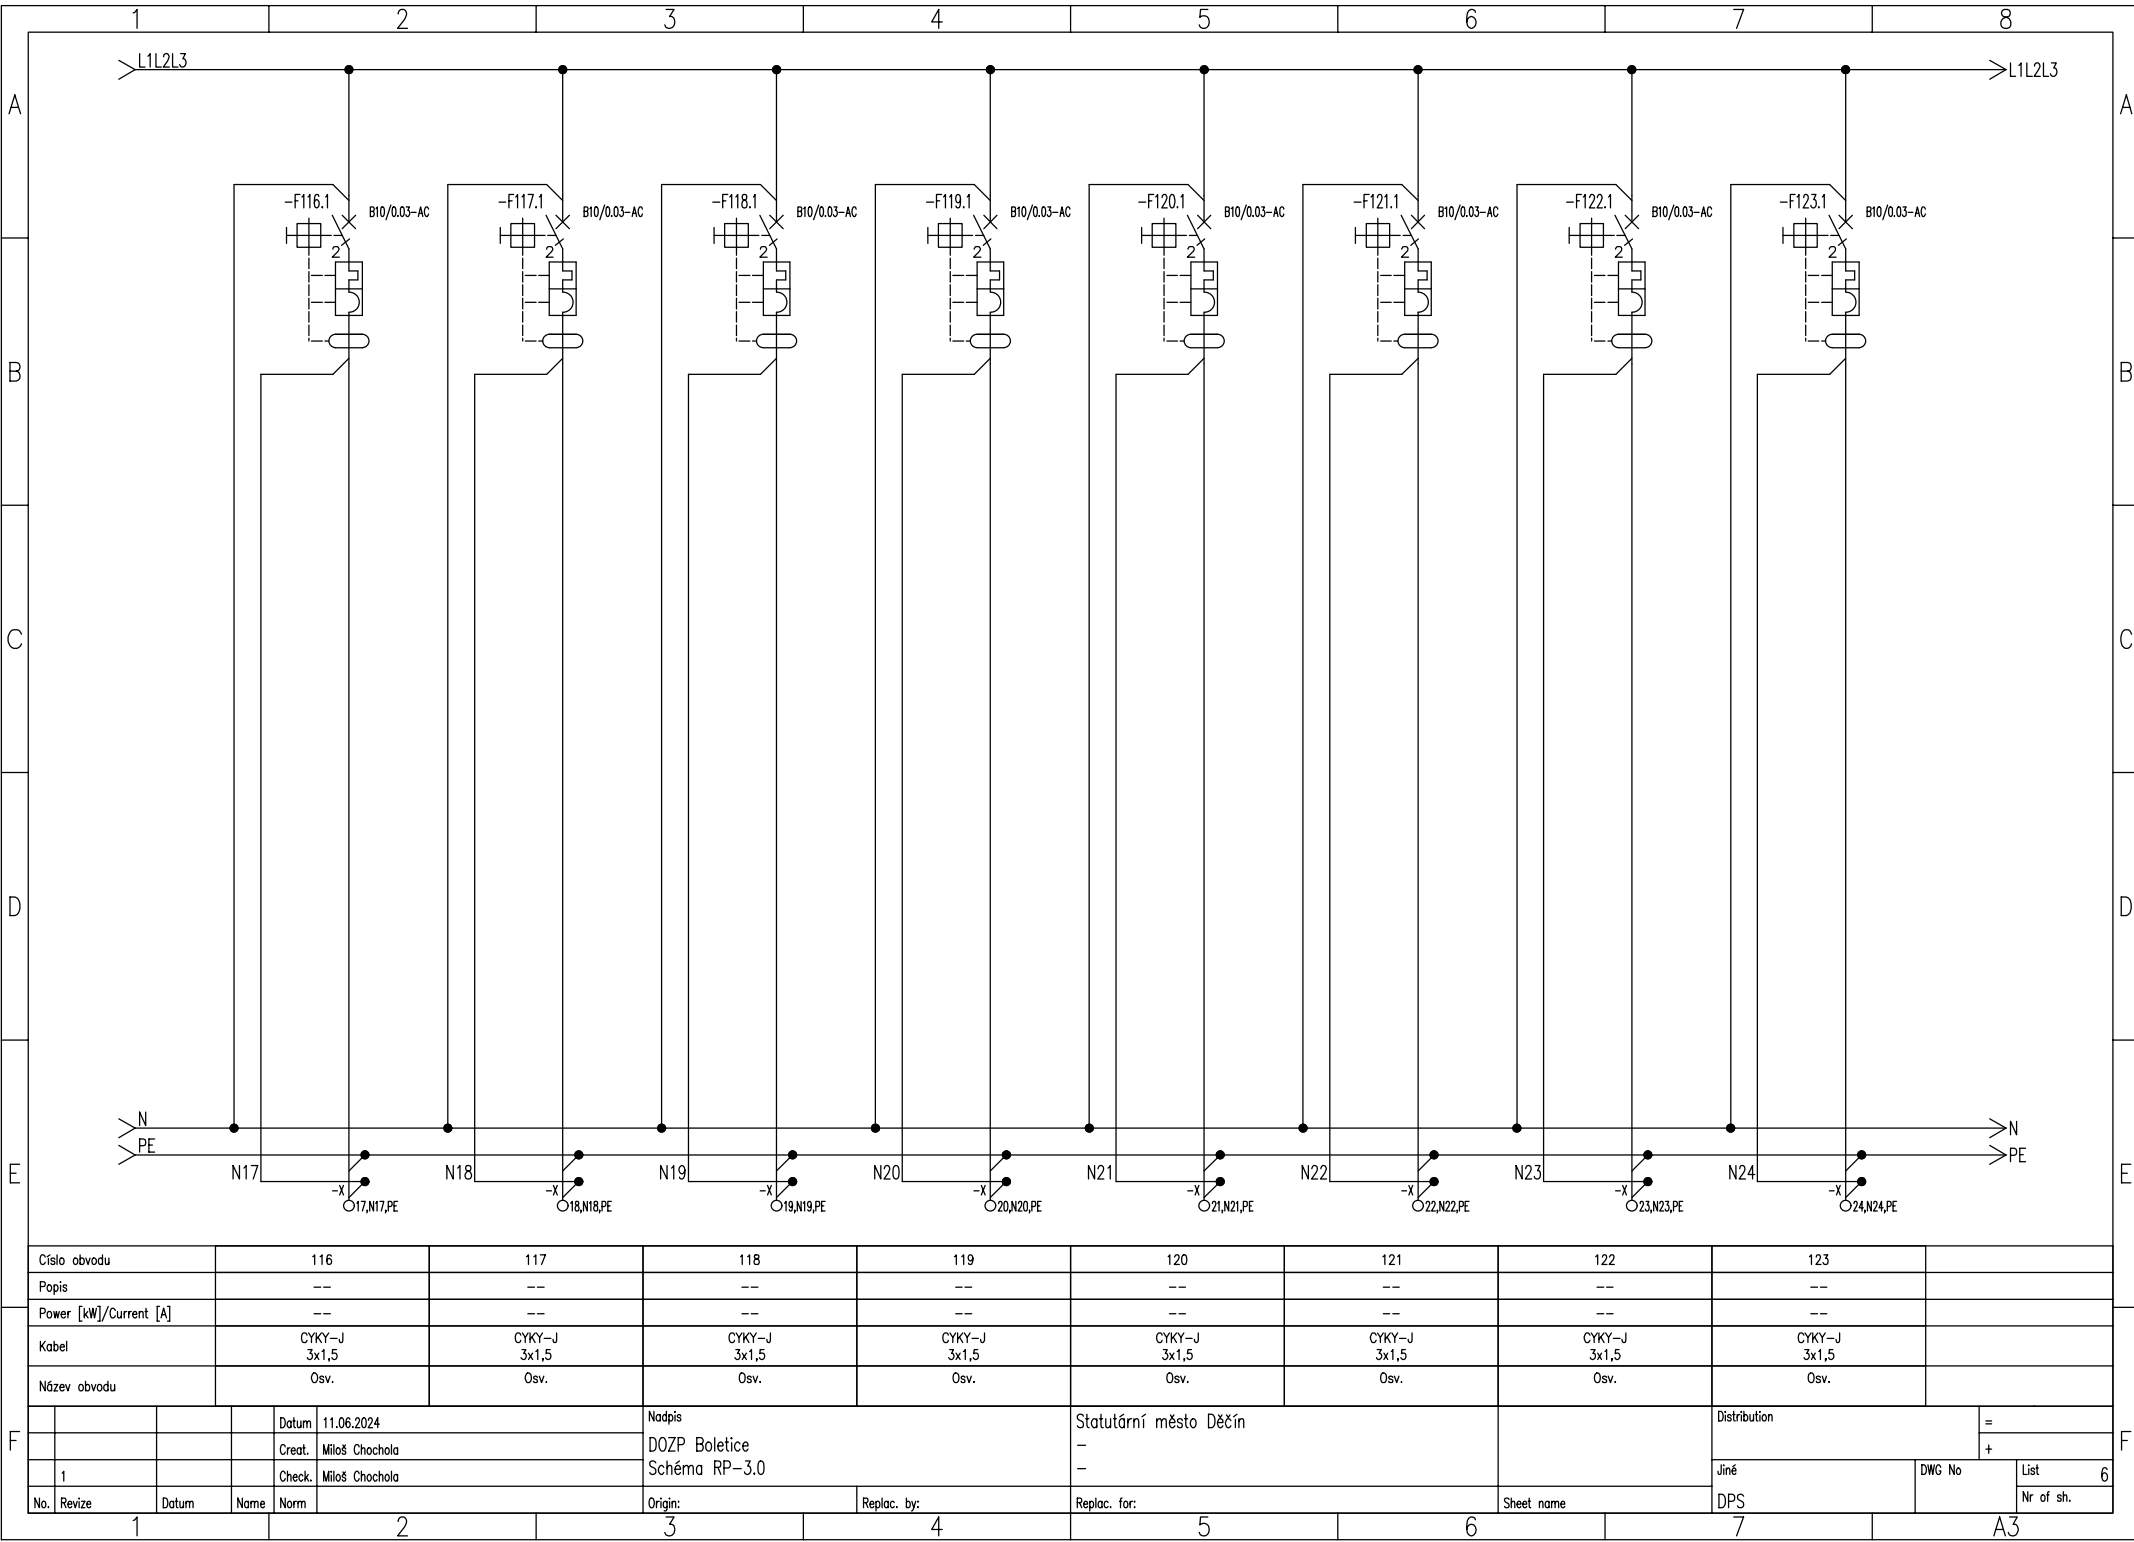 1 2 3 4 5 6 7 8
L1L2L3 L1L2L3
A A
-F116.1 B10/0.03-AC -F117.1 B10/0.03-AC -F118.1 B10/0.03-AC -F119.1 B10/0.03-AC -F120.1 B10/0.03-AC -F121.1 B10/0.03-AC -F122.1 B10/0.03-AC -F123.1 B10/0.03-AC
2 2 2 2 2 2 2 2
B B
C C
D D
N N
PE PE
E N17 N18 N19 N20 N21 N22 N23 N24 E
-X -X -X -X -X -X -X -X
17,N17,PE 18,N18,PE 19,N19,PE 20,N20,PE 21,N21,PE 22,N22,PE 23,N23,PE 24,N24,PE
Císlo obvodu 116 117 118 119 120 121 122 123
Popis -- -- -- -- -- -- -- --
Power [kW]/Current [A] -- -- -- -- -- -- -- --
Kabel CYKY-J CYKY-J CYKY-J CYKY-J CYKY-J CYKY-J CYKY-J CYKY-J
3x1,5 3x1,5 3x1,5 3x1,5 3x1,5 3x1,5 3x1,5 3x1,5
Název obvodu Osv. Osv. Osv. Osv. Osv. Osv. Osv. Osv.
Datum 11.06.2024 Nadpis Statutární město Děčín Distribution =
F Creat. Miloš Chochola DOZP Boletice - + F
1 Check. Miloš Chochola Schéma RP-3.0 - Jiné DWG No List 6
No. Revize Datum Name Norm Origin: Replac. by: Replac. for: Sheet name DPS Nr of sh.
1 2 3 4 5 6 7 A3